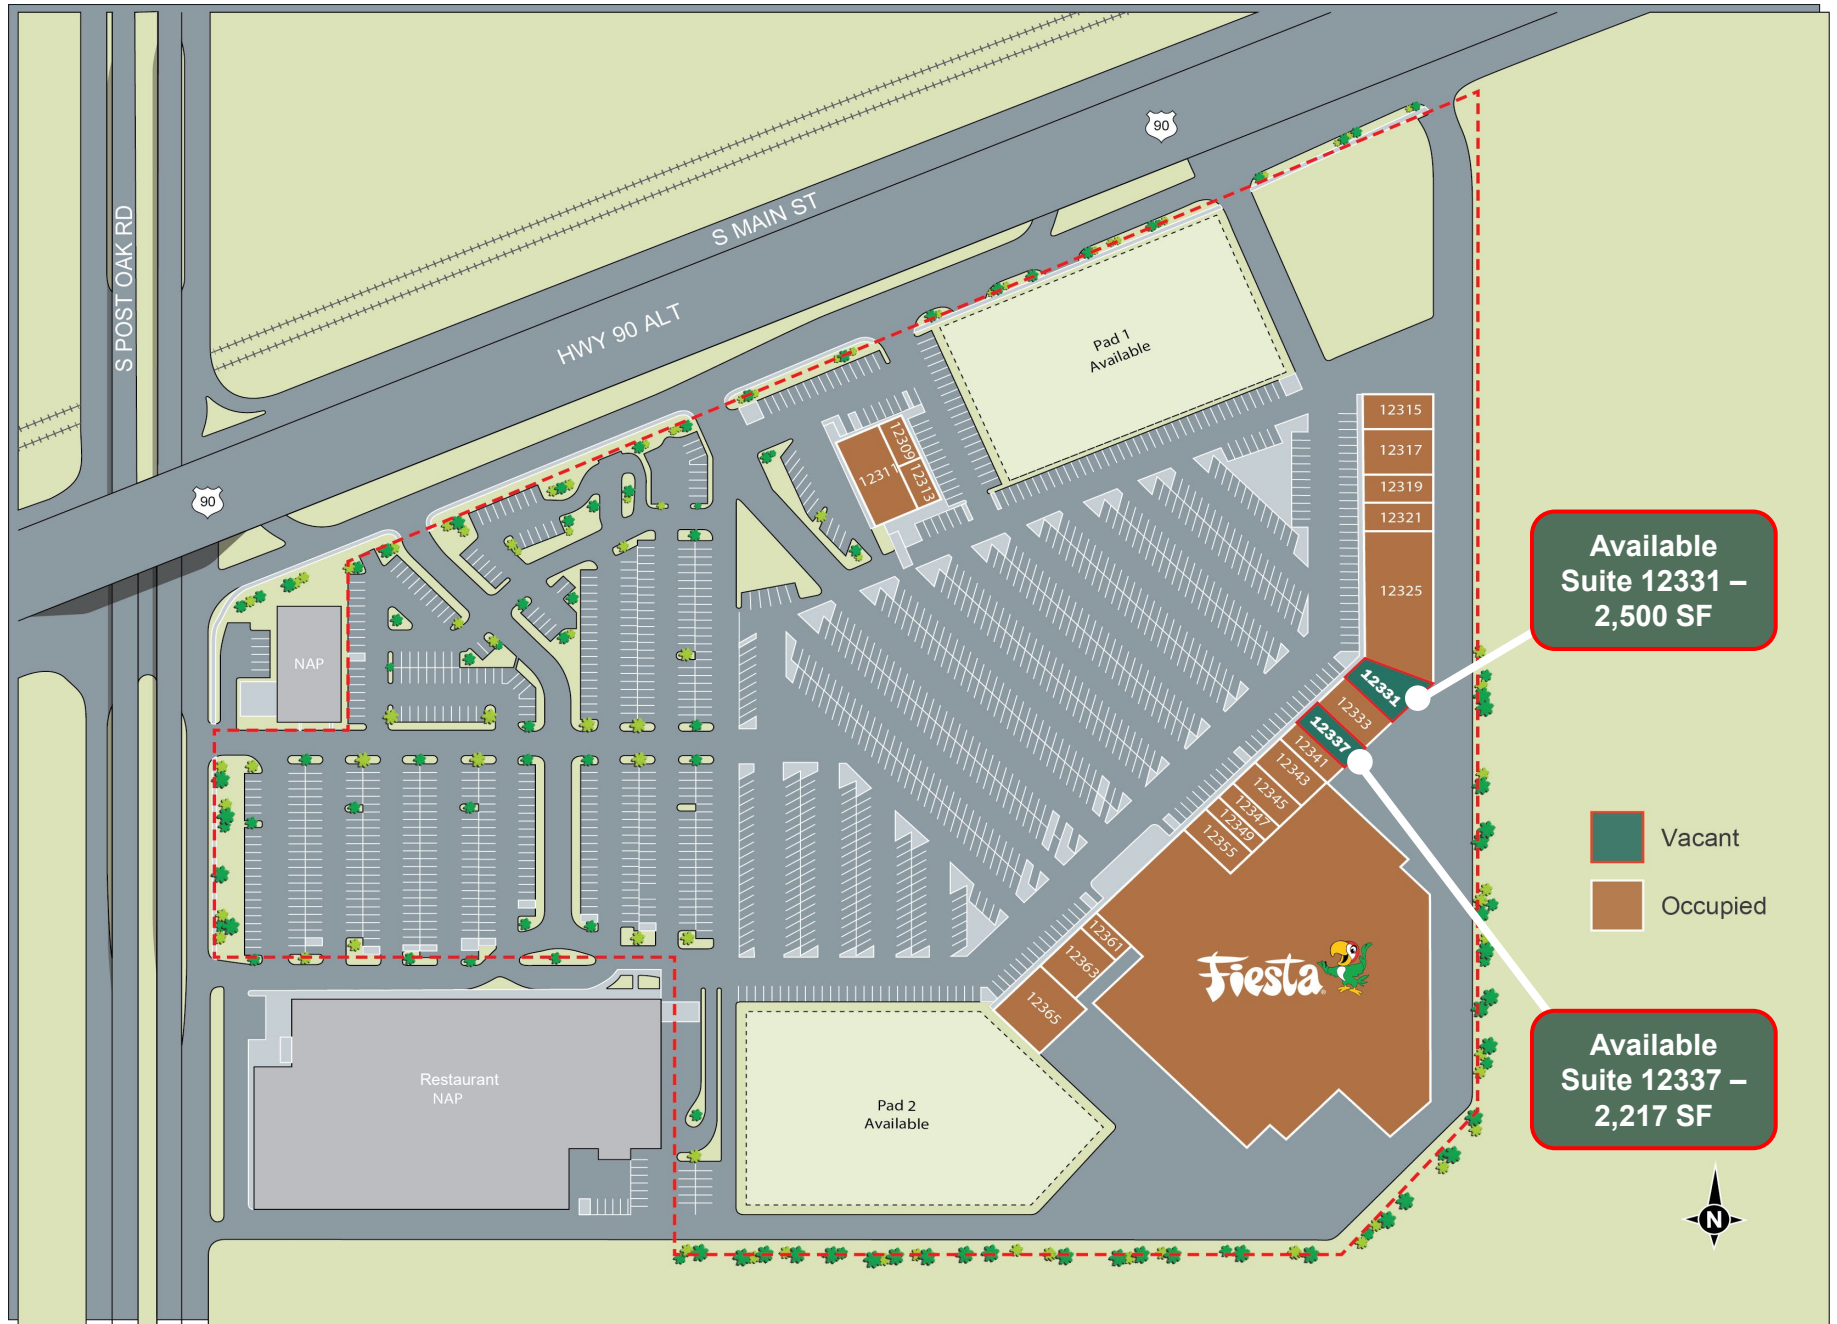 90
S MAIN ST
S POST OAK RD
HWY 90 ALT
Pad 1
Available
12315
12317
12319
12321
12325
12309
12311
12313
90
Available
Suite 12331 –
2,500 SF
NAP
12331
12333
12337
12341
12343
12345
12347
12349
12355
Vacant
Occupied
12361
12363
12365
Fiesta
Restaurant
NAP
Pad 2
Available
Available
Suite 12337 –
2,217 SF
N